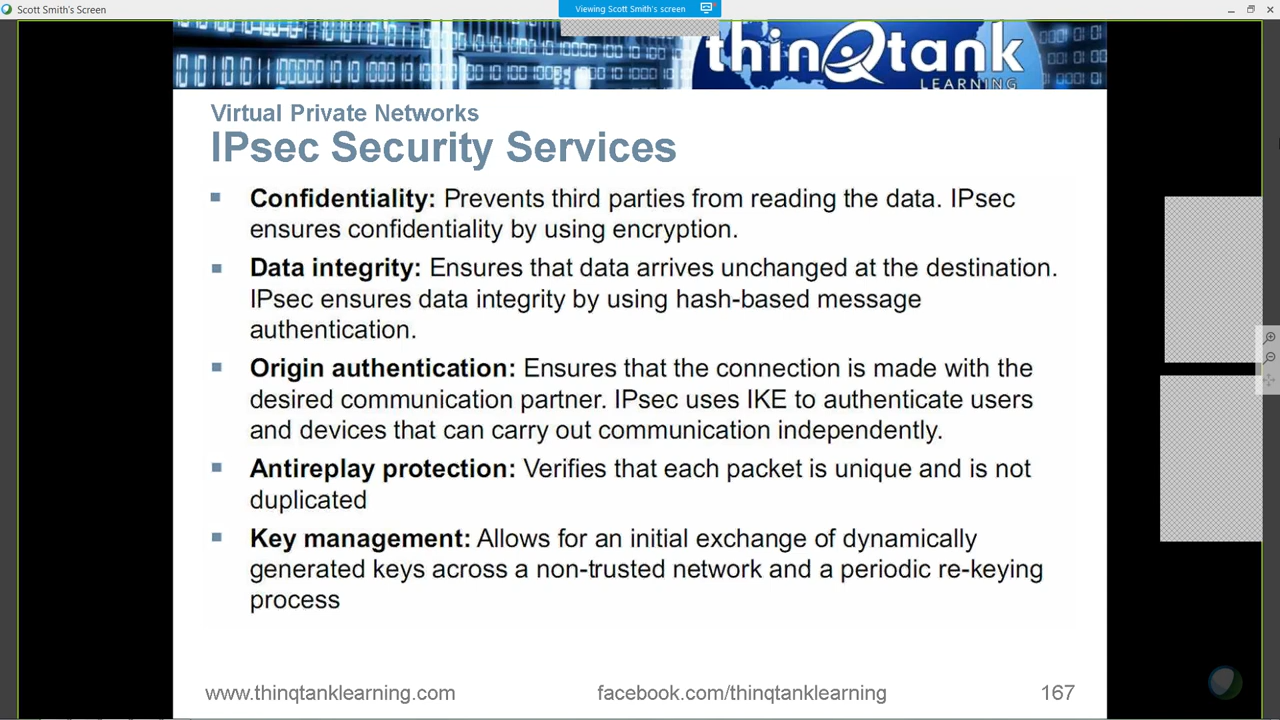 Scott Smith's Screen
Viewing Scott Smith's screen
thinQtank
LEARNING
Virtual Private Networks
IPsec Security Services
Confidentiality: Prevents third parties from reading the data. IPsec
ensures confidentiality by using encryption.
Data integrity: Ensures that data arrives unchanged at the destination.
IPsec ensures data integrity by using hash-based message
authentication.
Origin authentication: Ensures that the connection is made with the
desired communication partner. IPsec uses IKE to authenticate users
and devices that can carry out communication independently.
Antireplay protection: Verifies that each packet is unique and is not
duplicated
Key management: Allows for an initial exchange of dynamically
generated keys across a non-trusted network and a periodic re-keying
process
www.thinqtanklearning.com
facebook.com/thinqtanklearning
167